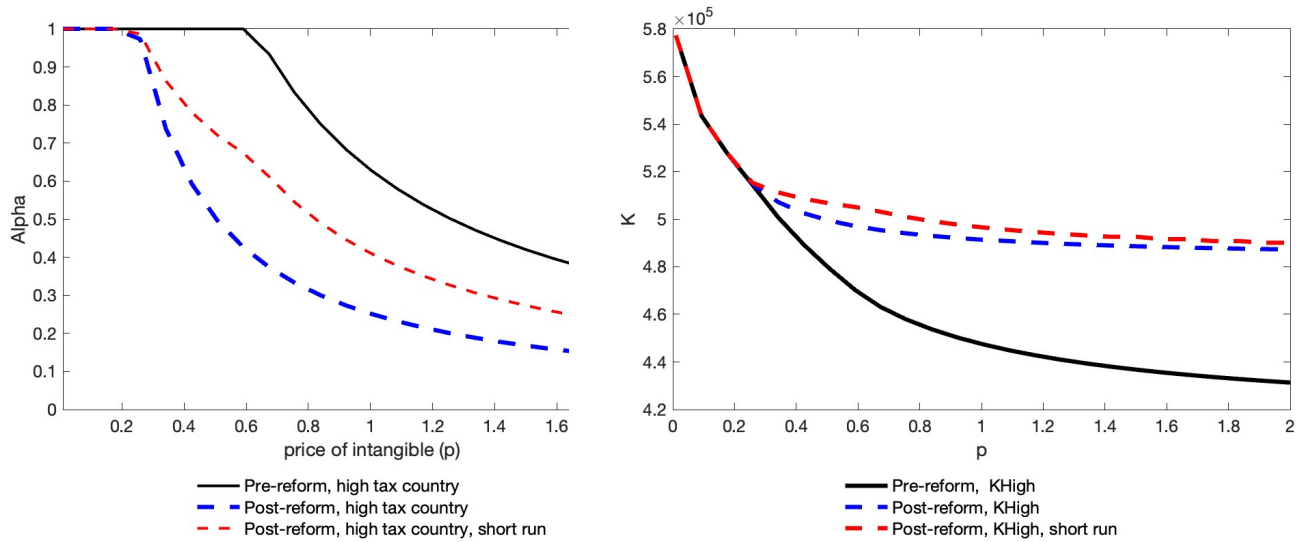 1
0.9
0.8
0.7
0.6
0.5
0.4
0.3
0.2
0.1
0
Alpha
0.2 0.4 0.6 0.8 1 1.2 1.4 1.6
price of intangible (p)
Pre-reform, high tax country
Post-reform, high tax country
Post-reform, high tax country, short run
×10⁵
5.8
5.6
5.4
5.2
5
4.8
4.6
4.4
4.2
K
0 0.2 0.4 0.6 0.8 1 1.2 1.4 1.6 1.8 2
p
Pre-reform, KHigh
Post-reform, KHigh
Post-reform, KHigh, short run